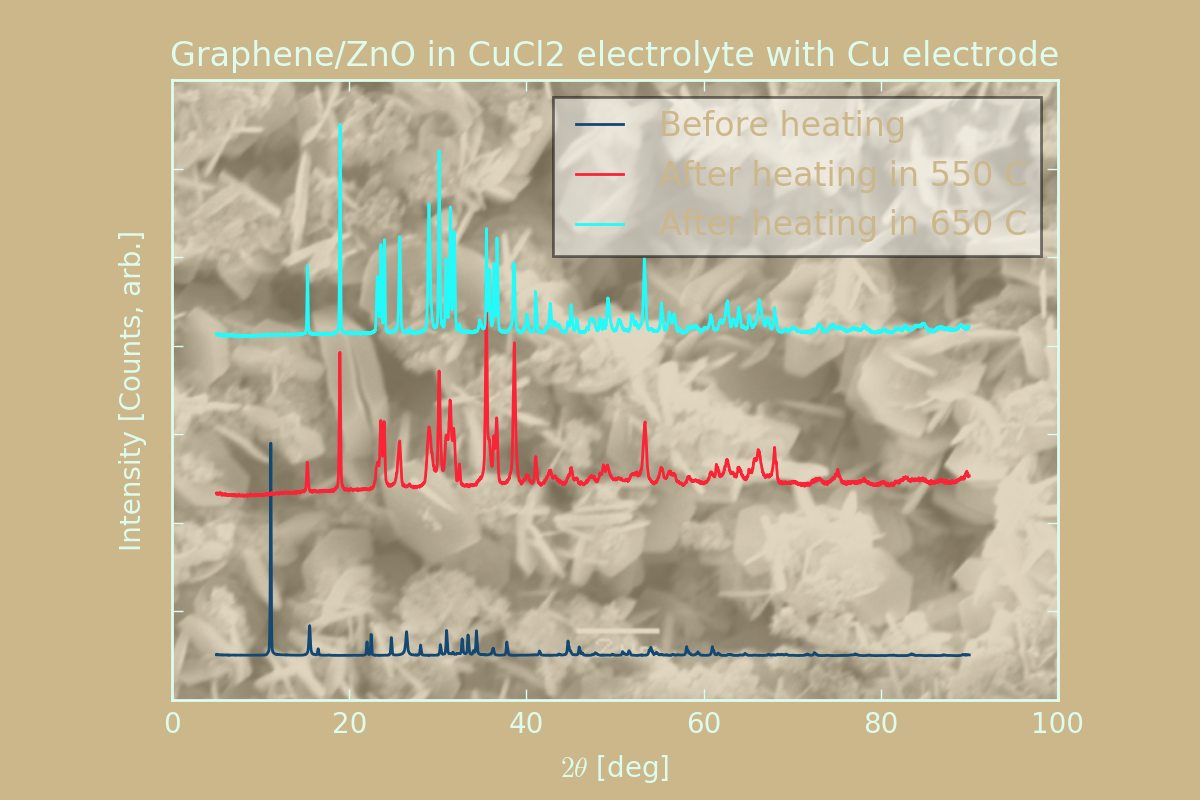 Graphene/ZnO in CuCl2 electrolyte with Cu electrode
Before heating
After heating in 550 C
After heating in 650 C
Intensity [Counts, arb.]
0 20 40 60 80 100
2θ [deg]